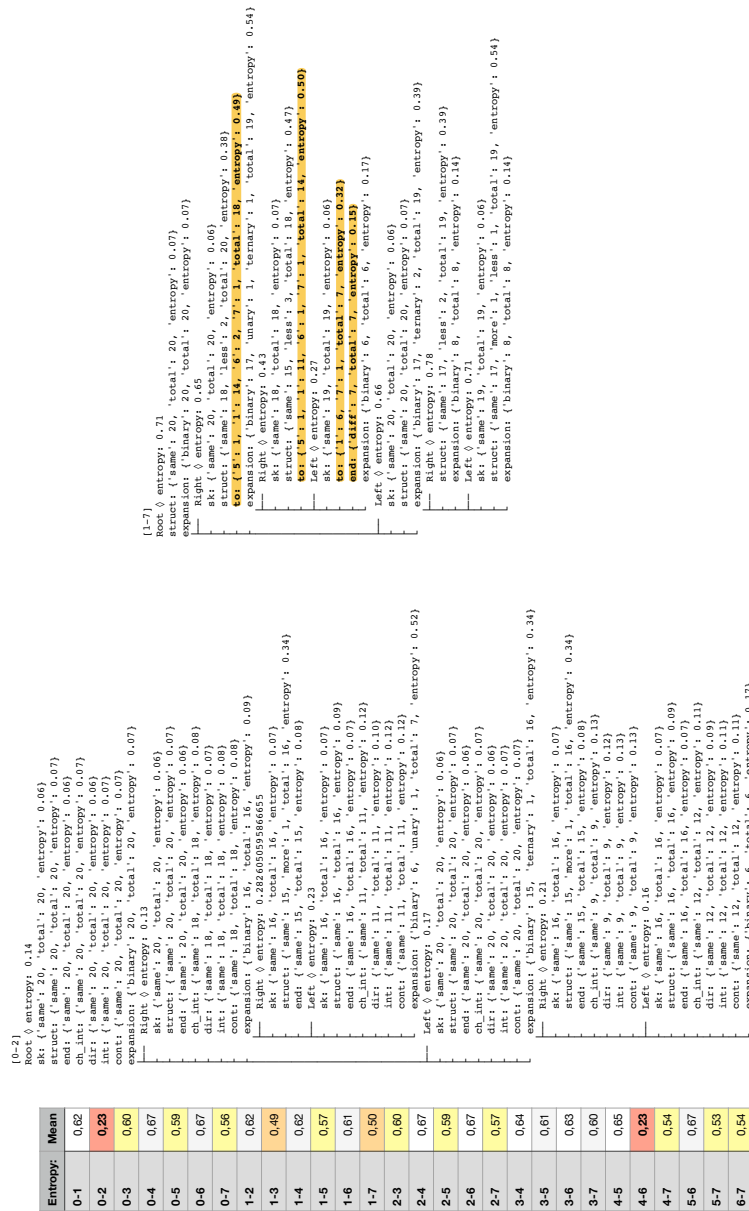 Entropy: Mean
0-1 0,62
0-2 0,23
0-3 0,60
0-4 0,67
0-5 0,59
0-6 0,67
0-7 0,56
1-2 0,62
1-3 0,49
1-4 0,62
1-5 0,57
1-6 0,61
1-7 0,50
2-3 0,60
2-4 0,67
2-5 0,59
2-6 0,67
2-7 0,57
3-4 0,64
3-5 0,61
3-6 0,63
3-7 0,60
4-5 0,65
4-6 0,23
4-7 0,54
5-6 0,67
5-7 0,53
6-7 0,54
[0-2]
Root ◊ entropy: 0.14
sk: {'same': 20, 'total': 20, 'entropy': 0.06}
struct: {'same': 20, 'total': 20, 'entropy': 0.07}
end: {'same': 20, 'total': 20, 'entropy': 0.06}
ch_int: {'same': 20, 'total': 20, 'entropy': 0.07}
dir: {'same': 20, 'total': 20, 'entropy': 0.06}
int: {'same': 20, 'total': 20, 'entropy': 0.07}
cont: {'same': 20, 'total': 20, 'entropy': 0.07}
expansion: {'binary': 20, 'total': 20, 'entropy': 0.07}
Right ◊ entropy: 0.13
sk: {'same': 20, 'total': 20, 'entropy': 0.06}
struct: {'same': 20, 'total': 20, 'entropy': 0.07}
end: {'same': 20, 'total': 20, 'entropy': 0.06}
ch_int: {'same': 18, 'total': 18, 'entropy': 0.08}
dir: {'same': 18, 'total': 18, 'entropy': 0.07}
int: {'same': 18, 'total': 18, 'entropy': 0.08}
cont: {'same': 18, 'total': 18, 'entropy': 0.08}
expansion: {'binary': 16, 'total': 16, 'entropy': 0.09}
Right ◊ entropy: 0.2826050595866655
sk: {'same': 16, 'total': 16, 'entropy': 0.07}
struct: {'same': 15, 'more': 1, 'total': 16, 'entropy': 0.34}
end: {'same': 15, 'total': 15, 'entropy': 0.08}
Left ◊ entropy: 0.23
sk: {'same': 16, 'total': 16, 'entropy': 0.07}
struct: {'same': 16, 'total': 16, 'entropy': 0.09}
end: {'same': 16, 'total': 16, 'entropy': 0.07}
ch_int: {'same': 11, 'total': 11, 'entropy': 0.12}
dir: {'same': 11, 'total': 11, 'entropy': 0.10}
int: {'same': 11, 'total': 11, 'entropy': 0.12}
cont: {'same': 11, 'total': 11, 'entropy': 0.12}
expansion: {'binary': 6, 'unary': 1, 'total': 7, 'entropy': 0.52}
Left ◊ entropy: 0.17
sk: {'same': 20, 'total': 20, 'entropy': 0.06}
struct: {'same': 20, 'total': 20, 'entropy': 0.07}
end: {'same': 20, 'total': 20, 'entropy': 0.06}
ch_int: {'same': 20, 'total': 20, 'entropy': 0.07}
dir: {'same': 20, 'total': 20, 'entropy': 0.06}
int: {'same': 20, 'total': 20, 'entropy': 0.07}
cont: {'same': 20, 'total': 20, 'entropy': 0.07}
expansion: {'binary': 15, 'ternary': 1, 'total': 16, 'entropy': 0.34}
Right ◊ entropy: 0.21
sk: {'same': 16, 'total': 16, 'entropy': 0.07}
struct: {'same': 15, 'more': 1, 'total': 16, 'entropy': 0.34}
end: {'same': 15, 'total': 15, 'entropy': 0.08}
ch_int: {'same': 9, 'total': 9, 'entropy': 0.13}
dir: {'same': 9, 'total': 9, 'entropy': 0.12}
int: {'same': 9, 'total': 9, 'entropy': 0.13}
cont: {'same': 9, 'total': 9, 'entropy': 0.13}
Left ◊ entropy: 0.16
sk: {'same': 16, 'total': 16, 'entropy': 0.07}
struct: {'same': 16, 'total': 16, 'entropy': 0.09}
end: {'same': 16, 'total': 16, 'entropy': 0.07}
ch_int: {'same': 12, 'total': 12, 'entropy': 0.11}
dir: {'same': 12, 'total': 12, 'entropy': 0.09}
int: {'same': 12, 'total': 12, 'entropy': 0.11}
cont: {'same': 12, 'total': 12, 'entropy': 0.11}
expansion: {'binary': 6, 'total': 6, 'entropy': 0.17}
[1-7]
Root ◊ entropy: 0.71
struct: {'same': 20, 'total': 20, 'entropy': 0.07}
expansion: {'binary': 20, 'total': 20, 'entropy': 0.07}
Right ◊ entropy: 0.65
sk: {'same': 20, 'total': 20, 'entropy': 0.06}
struct: {'same': 18, 'less': 2, 'total': 20, 'entropy': 0.38}
to: {'5': 1, '1': 14, '6': 2, '7': 1, 'total': 18, 'entropy': 0.49}
expansion: {'binary': 17, 'unary': 1, 'ternary': 1, 'total': 19, 'entropy': 0.54}
Right ◊ entropy: 0.43
sk: {'same': 18, 'total': 18, 'entropy': 0.07}
struct: {'same': 15, 'less': 3, 'total': 18, 'entropy': 0.47}
to: {'5': 1, '1': 11, '6': 1, '7': 1, 'total': 14, 'entropy': 0.50}
Left ◊ entropy: 0.27
sk: {'same': 19, 'total': 19, 'entropy': 0.06}
to: {'1': 6, '7': 1, 'total': 7, 'entropy': 0.32}
end: {'diff': 7, 'total': 7, 'entropy': 0.15}
expansion: {'binary': 6, 'total': 6, 'entropy': 0.17}
Left ◊ entropy: 0.66
sk: {'same': 20, 'total': 20, 'entropy': 0.06}
struct: {'same': 20, 'total': 20, 'entropy': 0.07}
expansion: {'binary': 17, 'ternary': 2, 'total': 19, 'entropy': 0.39}
Right ◊ entropy: 0.78
struct: {'same': 17, 'less': 2, 'total': 19, 'entropy': 0.39}
expansion: {'binary': 8, 'total': 8, 'entropy': 0.14}
Left ◊ entropy: 0.71
sk: {'same': 19, 'total': 19, 'entropy': 0.06}
struct: {'same': 17, 'more': 1, 'less': 1, 'total': 19, 'entropy': 0.54}
expansion: {'binary': 8, 'total': 8, 'entropy': 0.14}